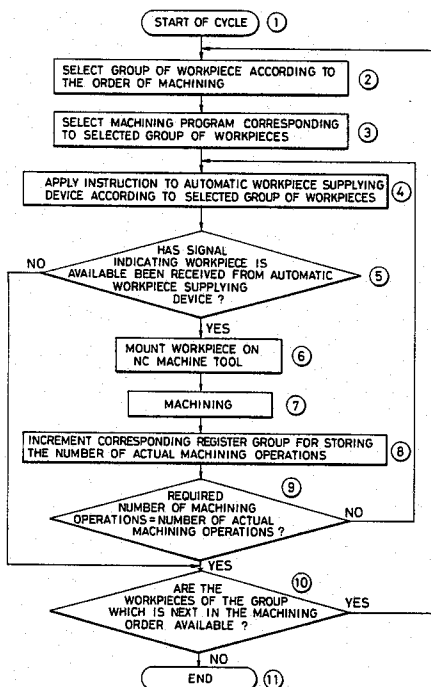 START OF CYCLE ①
SELECT GROUP OF WORKPIECE ACCORDING TO
THE ORDER OF MACHINING ②
SELECT MACHINING PROGRAM CORRESPONDING
TO SELECTED GROUP OF WORKPIECES ③
APPLY INSTRUCTION TO AUTOMATIC WORKPIECE SUPPLYING
DEVICE ACCORDING TO SELECTED GROUP OF WORKPIECES ④
HAS SIGNAL
INDICATING WORKPIECE IS
AVAILABLE BEEN RECEIVED FROM AUTOMATIC
WORKPIECE SUPPLYING
DEVICE ?
⑤
NO
YES
MOUNT WORKPIECE ON
NC MACHINE TOOL ⑥
MACHINING ⑦
INCREMENT CORRESPONDING REGISTER GROUP FOR STORING
THE NUMBER OF ACTUAL MACHINING OPERATIONS ⑧
⑨
REQUIRED
NUMBER OF MACHINING
OPERATIONS = NUMBER OF ACTUAL
MACHINING OPERATIONS ?
NO
YES
⑩
ARE THE
WORKPIECES OF THE GROUP
WHICH IS NEXT IN THE MACHINING
ORDER AVAILABLE ?
YES
NO
END ⑪